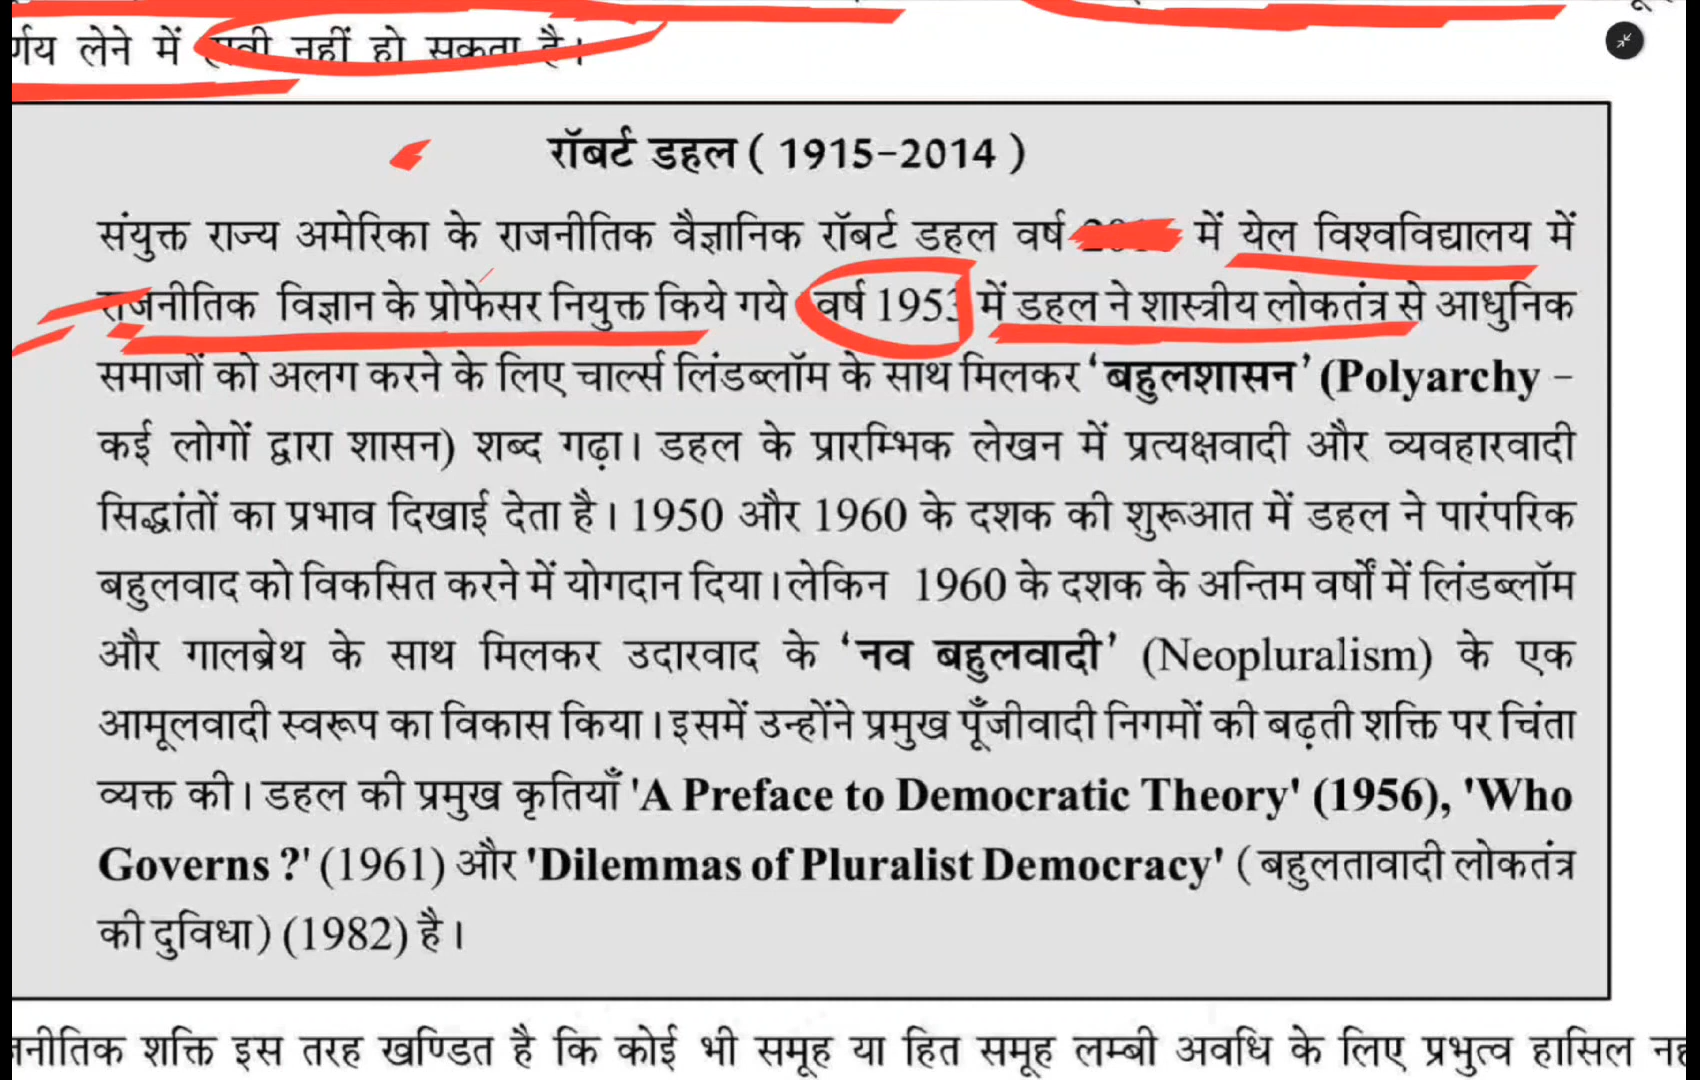 र्णय लेने में हावी नहीं हो सकता है।
रॉबर्ट डहल ( 1915-2014 )
संयुक्त राज्य अमेरिका के राजनीतिक वैज्ञानिक रॉबर्ट डहल वर्ष में येल विश्वविद्यालय में
राजनीतिक विज्ञान के प्रोफेसर नियुक्त किये गये वर्ष 1953 में डहल ने शास्त्रीय लोकतंत्र से आधुनिक
समाजों को अलग करने के लिए चार्ल्स लिंडब्लॉम के साथ मिलकर ‘बहुलशासन’ (Polyarchy –
कई लोगों द्वारा शासन) शब्द गढ़ा। डहल के प्रारम्भिक लेखन में प्रत्यक्षवादी और व्यवहारवादी
सिद्धांतों का प्रभाव दिखाई देता है। 1950 और 1960 के दशक की शुरूआत में डहल ने पारंपरिक
बहुलवाद को विकसित करने में योगदान दिया। लेकिन 1960 के दशक के अन्तिम वर्षों में लिंडब्लॉम
और गालब्रेथ के साथ मिलकर उदारवाद के ‘नव बहुलवादी’ (Neopluralism) के एक
आमूलवादी स्वरूप का विकास किया। इसमें उन्होंने प्रमुख पूँजीवादी निगमों की बढ़ती शक्ति पर चिंता
व्यक्त की। डहल की प्रमुख कृतियाँ 'A Preface to Democratic Theory' (1956), 'Who
Governs ?' (1961) और 'Dilemmas of Pluralist Democracy' (बहुलतावादी लोकतंत्र
की दुविधा) (1982) है।
जनीतिक शक्ति इस तरह खण्डित है कि कोई भी समूह या हित समूह लम्बी अवधि के लिए प्रभुत्व हासिल नह